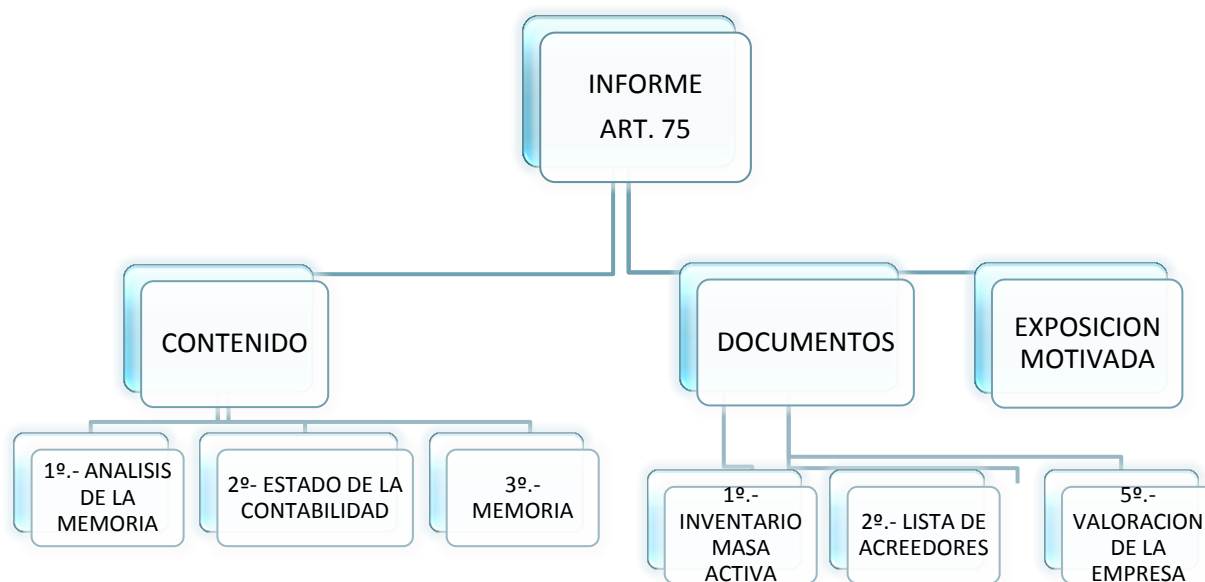 INFORME
ART. 75
CONTENIDO
DOCUMENTOS
EXPOSICION
MOTIVADA
1º.- ANALISIS
DE LA
MEMORIA
2º- ESTADO DE LA
CONTABILIDAD
3º.-
MEMORIA
1º.-
INVENTARIO
MASA
ACTIVA
2º.- LISTA DE
ACREEDORES
5º.-
VALORACION
DE LA
EMPRESA